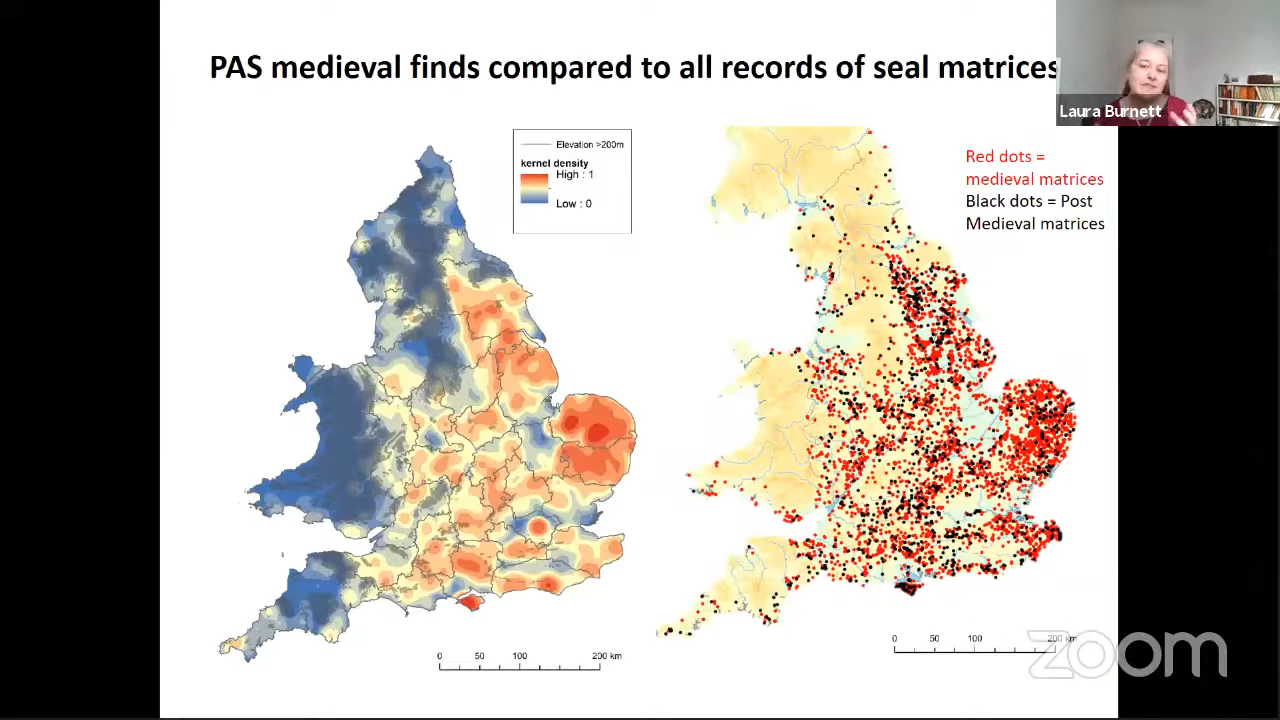 PAS medieval finds compared to all records of seal matrices
Laura Burnett
Elevation >200m
kernel density
High : 1
Low : 0
Red dots =
medieval matrices
Black dots = Post
Medieval matrices
0 50 100 200 km
0 50 100 200 km
zoom